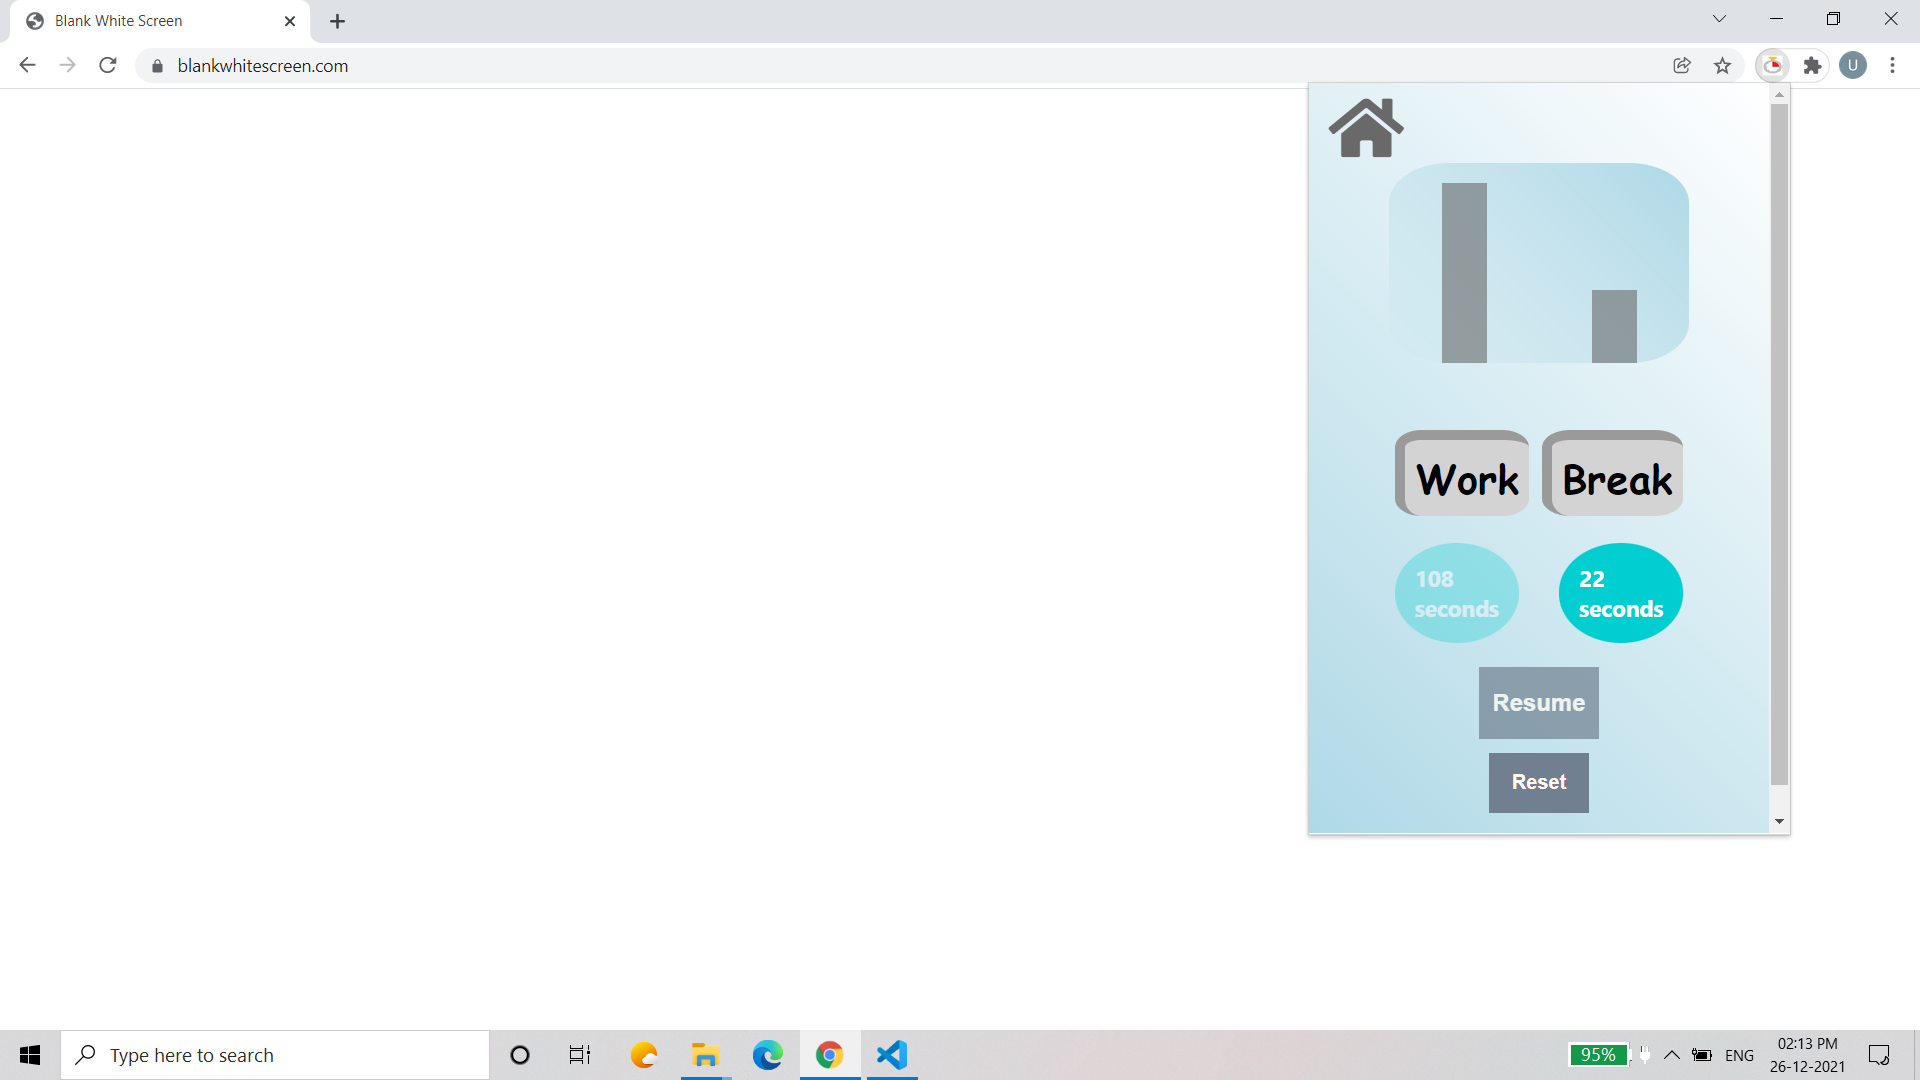 Blank White Screen
blankwhitescreen.com
U
Work
Break
108
seconds
22
seconds
Resume
Reset
Type here to search
95%
ENG
02:13 PM
26-12-2021